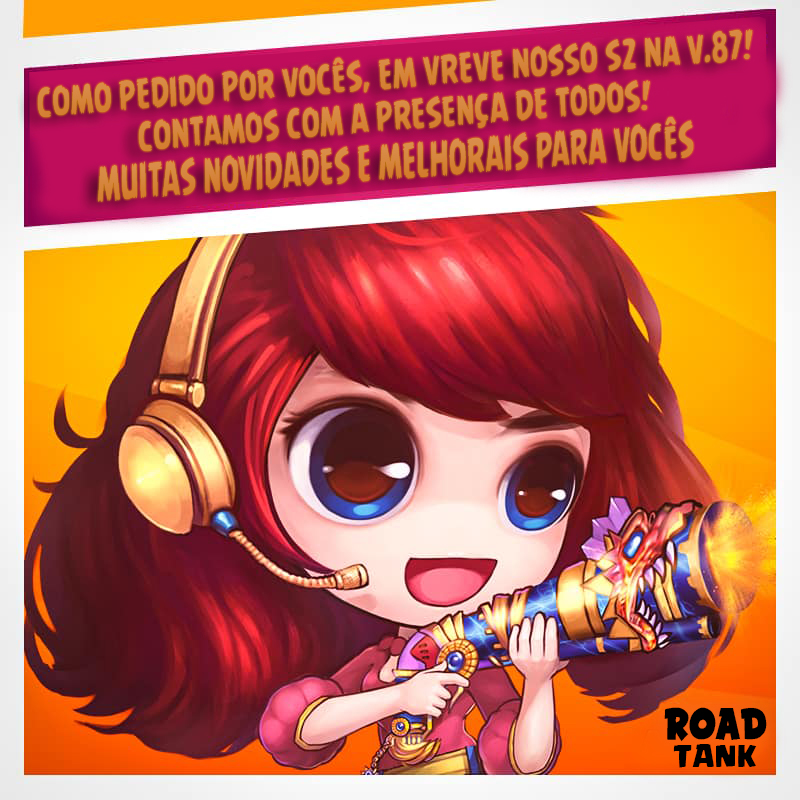 COMO PEDIDO POR VOCÊS, EM VREVE NOSSO S2 NA V.87!
CONTAMOS COM A PRESENÇA DE TODOS!
MUITAS NOVIDADES E MELHORAIS PARA VOCÊS
ROAD
TANK